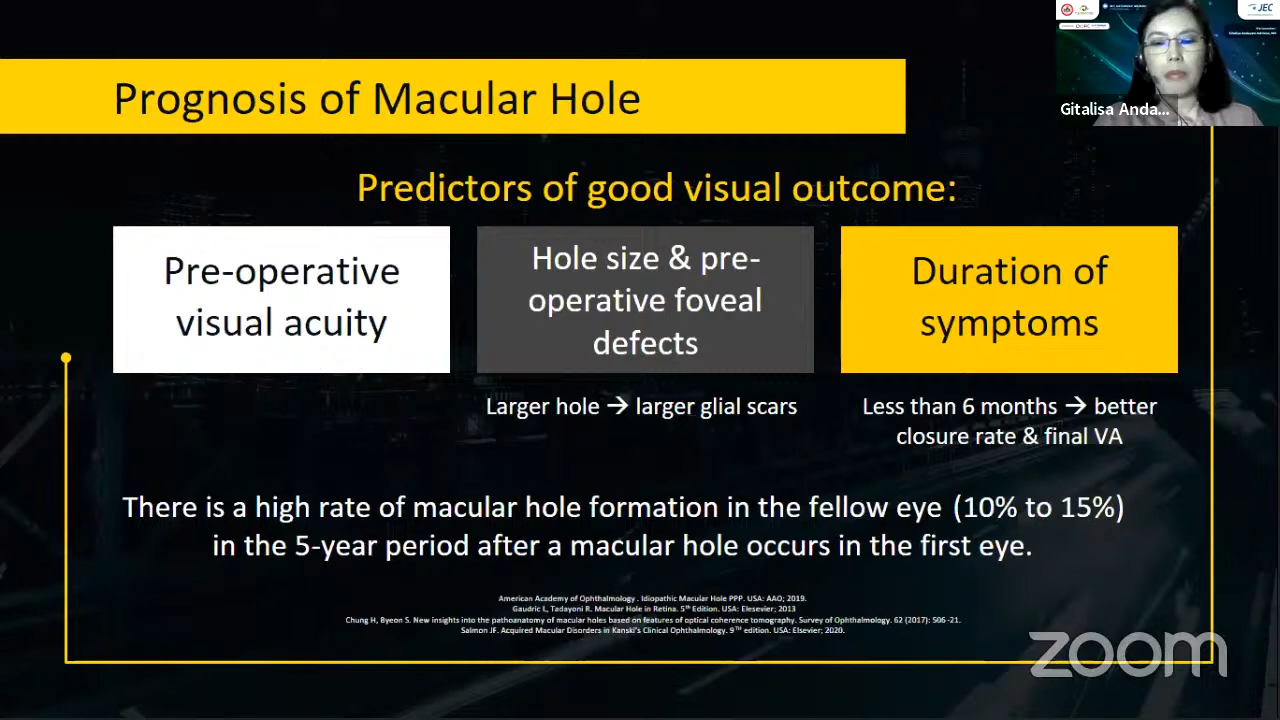 JEC
Gitalisa Anda...
Prognosis of Macular Hole
Predictors of good visual outcome:
Pre-operative
visual acuity
Hole size & pre-
operative foveal
defects
Duration of
symptoms
Larger hole → larger glial scars
Less than 6 months → better
closure rate & final VA
There is a high rate of macular hole formation in the fellow eye (10% to 15%)
in the 5-year period after a macular hole occurs in the first eye.
American Academy of Ophthalmology . Idiopathic Macular Hole PPP. USA: AAO; 2019.
Gaudric L, Tadayoni R. Macular Hole in Retina. 5th Edition. USA: Elesevier; 2013
Chung H, Byeon S. New insights into the pathoanatomy of macular holes based on features of optical coherence tomography. Survey of Ophthalmology. 62 (2017): 506 -21.
Salmon JF. Acquired Macular Disorders in Kanski's Clinical Ophthalmology. 9TH edition. USA: Elsevier; 2020.
zoom